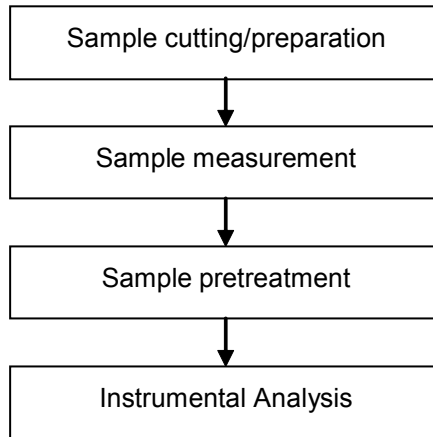 Sample cutting/preparation
Sample measurement
Sample pretreatment
Instrumental Analysis